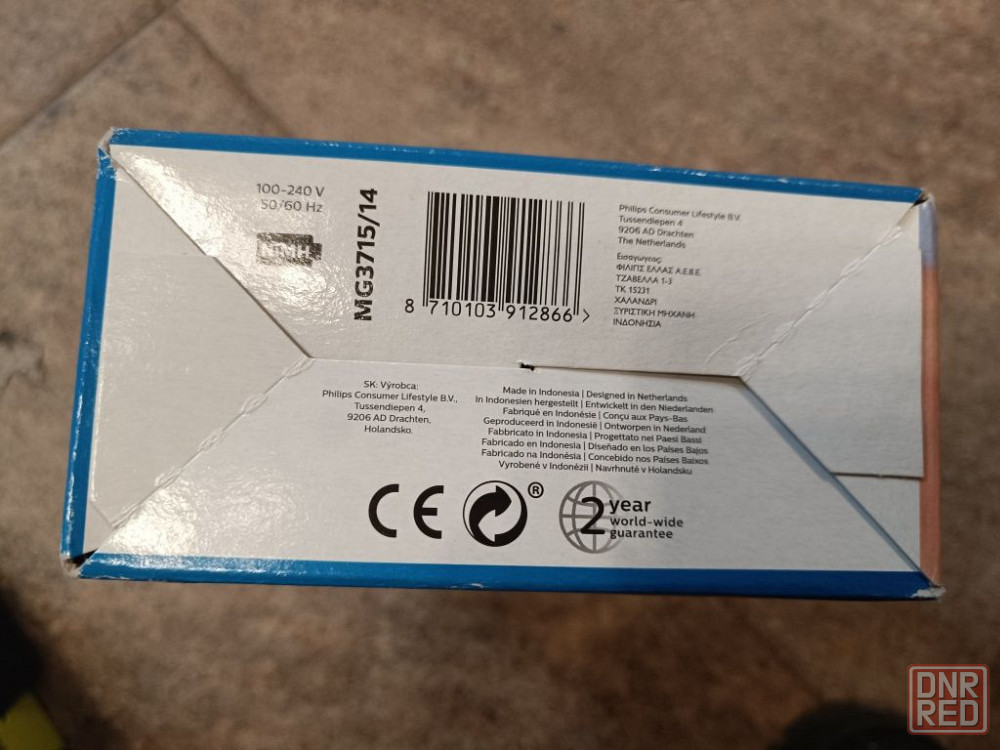 100-240 V
50/60 Hz
NiMH
MG3715/14
8 710103 912866 >
Philips Consumer Lifestyle B.V.
Tussendiepen 4
9206 AD Drachten
The Netherlands
Εισαγωγέας:
ΦΙΛΙΠΣ ΕΛΛΑΣ Α.Ε.Β.Ε.
ΤΖΑΒΕΛΛΑ 1-3
ΤΚ 15231
ΧΑΛΑΝΔΡΙ
ΞΥΡΙΣΤΙΚΗ ΜΗΧΑΝΗ
ΙΝΔΟΝΗΣΙΑ
SK: Výrobca:
Philips Consumer Lifestyle B.V.,
Tussendiepen 4,
9206 AD Drachten,
Holandsko.
Made in Indonesia | Designed in Netherlands
In Indonesien hergestellt | Entwickelt in den Niederlanden
Fabriqué en Indonésie | Conçu aux Pays-Bas
Geproduceerd in Indonesië | Ontworpen in Nederland
Fabbricato in Indonesia | Progettato nei Paesi Bassi
Fabricado en Indonesia | Diseñado en los Países Bajos
Fabricado na Indonésia | Concebido nos Países Baixos
Vyrobené v Indonézii | Navrhnuté v Holandsku
CE
®
2 year
world-wide
guarantee
DNR
RED